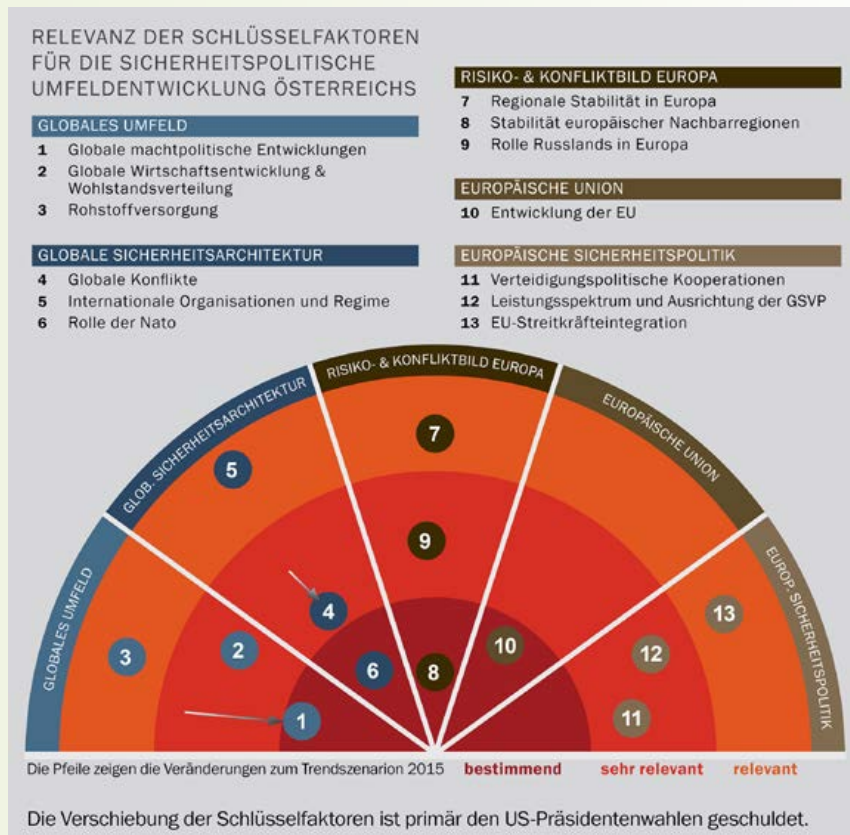 RELEVANZ DER SCHLÜSSELFAKTOREN
FÜR DIE SICHERHEITSPOLITISCHE
UMFELDENTWICKLUNG ÖSTERREICHS
GLOBALES UMFELD
1 Globale machtpolitische Entwicklungen
2 Globale Wirtschaftsentwicklung &
Wohlstandsverteilung
3 Rohstoffversorgung
GLOBALE SICHERHEITSARCHITEKTUR
4 Globale Konflikte
5 Internationale Organisationen und Regime
6 Rolle der Nato
RISIKO- & KONFLIKTBILD EUROPA
7 Regionale Stabilität in Europa
8 Stabilität europäischer Nachbarregionen
9 Rolle Russlands in Europa
EUROPÄISCHE UNION
10 Entwicklung der EU
EUROPÄISCHE SICHERHEITSPOLITIK
11 Verteidigungspolitische Kooperationen
12 Leistungsspektrum und Ausrichtung der GSVP
13 EU-Streitkräfteintegration
GLOBALES UMFELD
GLOB. SICHERHEITSARCHITEKTUR
RISIKO- & KONFLIKTBILD EUROPA
EUROPÄISCHE UNION
EUROP. SICHERHEITSPOLITIK
7
5
9
4
13
3
2
6
8
10
12
1
11
Die Pfeile zeigen die Veränderungen zum Trendszenarion 2015 bestimmend sehr relevant relevant
Die Verschiebung der Schlüsselfaktoren ist primär den US-Präsidentenwahlen geschuldet.